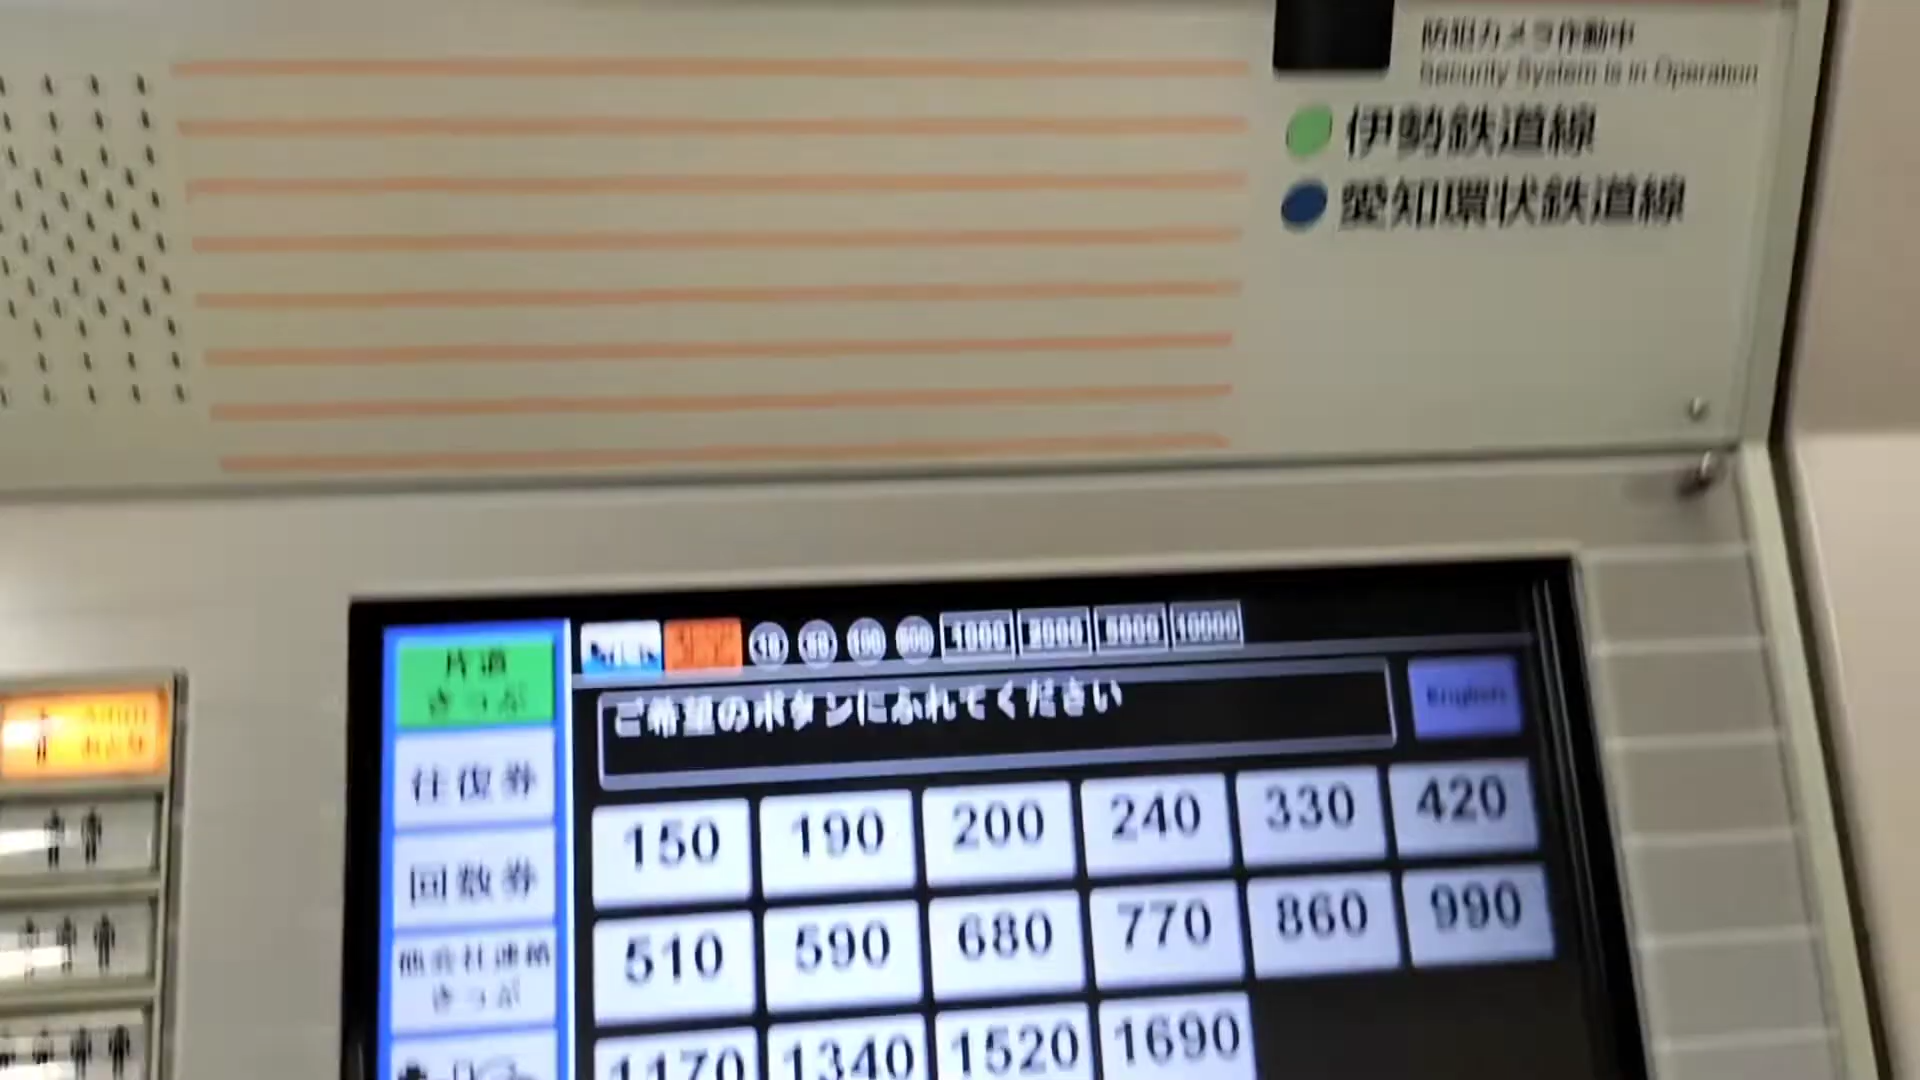 防犯カメラ作動中
Security System is in Operation
伊勢鉄道線
愛知環状鉄道線
10 50 100 500 1000 2000 5000 10000
ご希望のボタンにふれてください
English
片道
きっぷ
往復券
回数券
他会社連絡
きっぷ
おとな
150 190 200 240 330 420
510 590 680 770 860 990
1170 1340 1520 1690